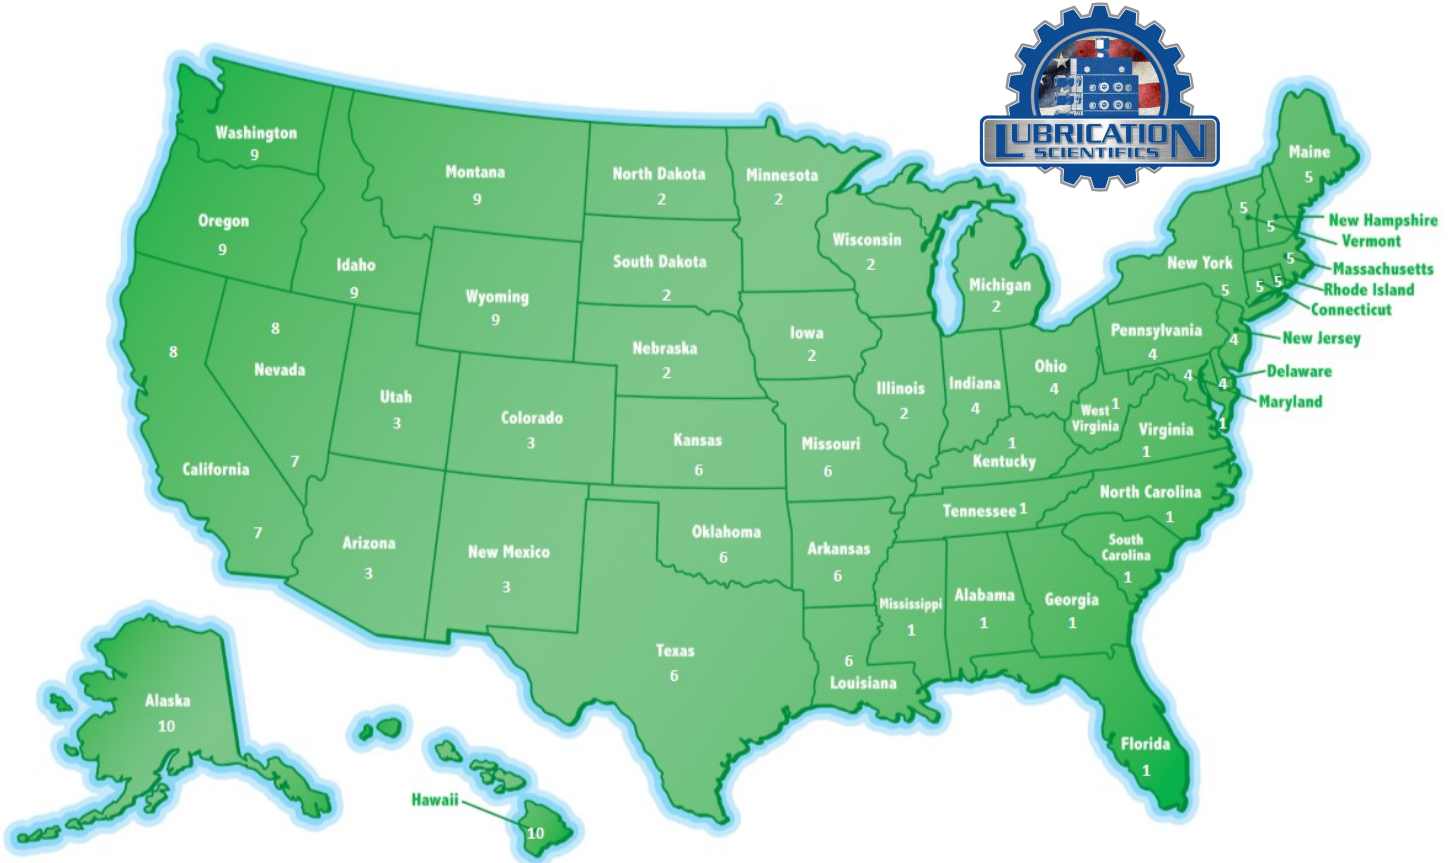 LUBRICATION
SCIENTIFICS
Washington
9
Montana
9
North Dakota
2
Minnesota
2
Maine
5
Oregon
9
Idaho
9
Wyoming
9
South Dakota
2
Wisconsin
2
Michigan
2
New York
5
5
5
New Hampshire
Vermont
5
Massachusetts
5
Rhode Island
5
Connecticut
8
8
Nevada
7
California
7
Utah
3
Colorado
3
Nebraska
2
Iowa
2
Illinois
2
Indiana
4
Ohio
4
Pennsylvania
4
4
New Jersey
4
Delaware
4
Maryland
1
West
Virginia
1
Virginia
1
Kansas
6
Missouri
6
1
Kentucky
Tennessee 1
North Carolina
1
South
Carolina
1
Arizona
3
New Mexico
3
Oklahoma
6
Arkansas
6
Mississippi
1
Alabama
1
Georgia
1
Texas
6
6
Louisiana
Florida
1
Alaska
10
Hawaii
10